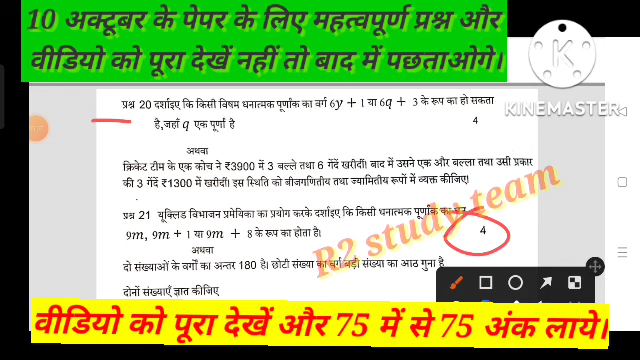 10 अक्टूबर के पेपर के लिए महत्वपूर्ण प्रश्न और
वीडियो को पूरा देखें नहीं तो बाद में पछताओगे।
K
KINEMASTER
प्रश्न 20 दर्शाइए कि किसी विषम धनात्मक पूर्णांक का वर्ग 6y + 1 या 6q + 3 के रूप का हो सकता
है,जहाँ q एक पूर्णा है
4
अथवा
क्रिकेट टीम के एक कोच ने ₹3900 में 3 बल्ले तथा 6 गेंदें खरीदीं। बाद में उसने एक और बल्ला तथा उसी प्रकार
की 3 गेंदें ₹1300 में खरीदीं। इस स्थिति को बीजगणितीय तथा ज्यामितीय रूपों में व्यक्त कीजिए।
प्रश्न 21 यूक्लिड विभाजन प्रमेयिका का प्रयोग करके दर्शाइए कि किसी धनात्मक पूर्णांक का घन
9m, 9m + 1 या 9m + 8 के रूप का होता है।
4
अथवा
दो संख्याओं के वर्गों का अन्तर 180 है। छोटी संख्या का वर्ग बड़ी संख्या का आठ गुना है
दोनों संख्याएँ ज्ञात कीजिए
R2 study team
वीडियो को पूरा देखें और 75 में से 75 अंक लाये।